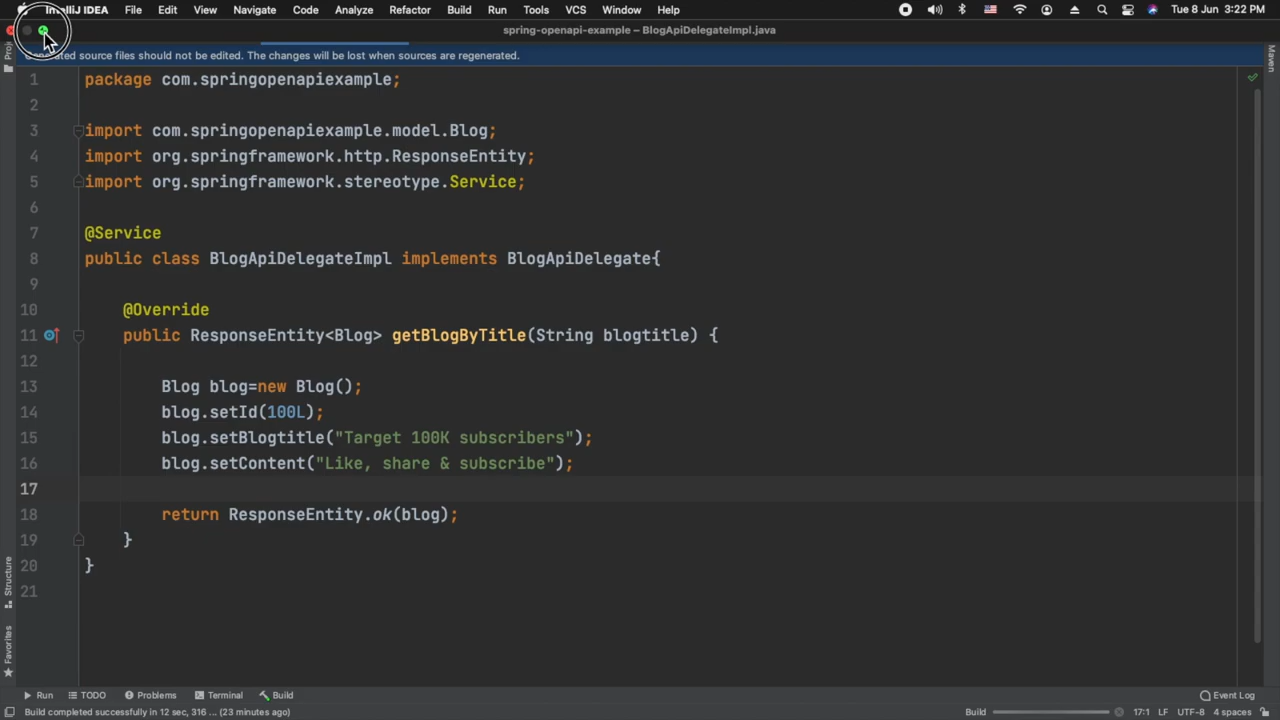 IntelliJ IDEA File Edit View Navigate Code Analyze Refactor Build Run Tools VCS Window Help Tue 8 Jun 3:22 PM
spring-openapi-example – BlogApiDelegateImpl.java
Generated source files should not be edited. The changes will be lost when sources are regenerated.
Maven
1 package com.springopenapiexample;
2
3 import com.springopenapiexample.model.Blog;
4 import org.springframework.http.ResponseEntity;
5 import org.springframework.stereotype.Service;
6
7 @Service
8 public class BlogApiDelegateImpl implements BlogApiDelegate{
9
10 @Override
11 public ResponseEntity<Blog> getBlogByTitle(String blogtitle) {
12
13 Blog blog=new Blog();
14 blog.setId(100L);
15 blog.setBlogtitle("Target 100K subscribers");
16 blog.setContent("Like, share & subscribe");
17
18 return ResponseEntity.ok(blog);
19 }
20 }
21
Structure
Favorites
Run TODO Problems Terminal Build Event Log
Build completed successfully in 12 sec, 316 ... (23 minutes ago) Build 17:1 LF UTF-8 4 spaces